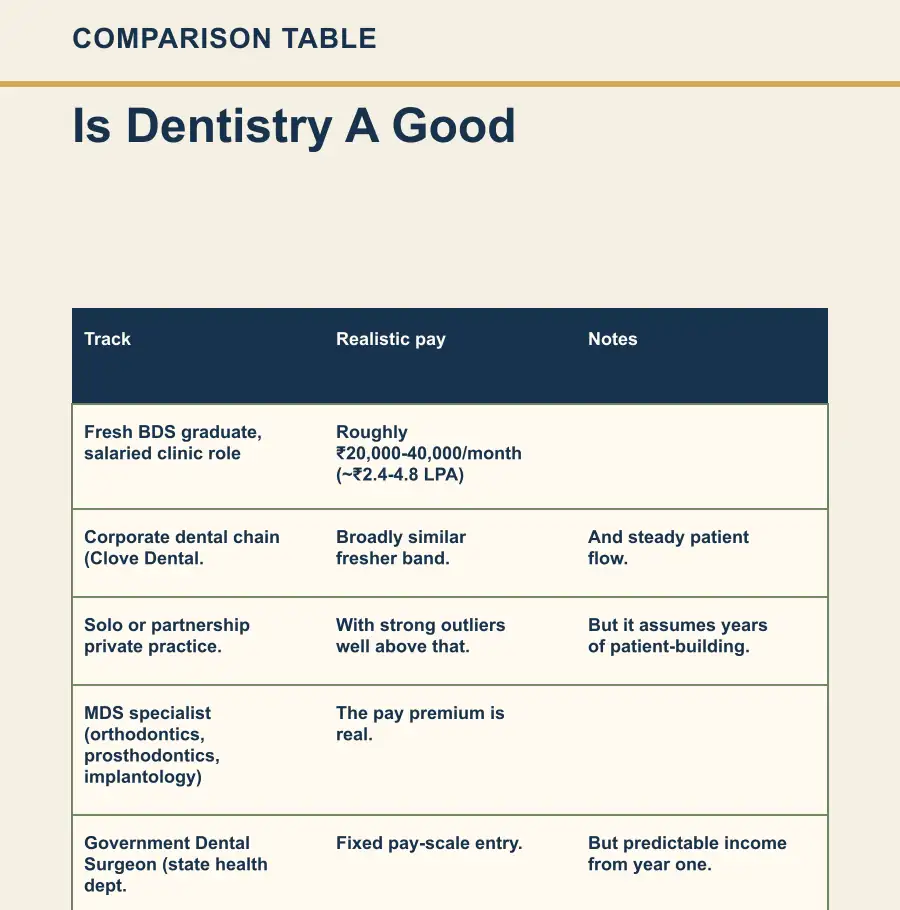 COMPARISON TABLE
Is Dentistry A Good
Track
Realistic pay
Notes
Fresh BDS graduate,
salaried clinic role
Roughly
₹20,000-40,000/month
(~₹2.4-4.8 LPA)
Corporate dental chain
(Clove Dental.
Broadly similar
fresher band.
And steady patient
flow.
Solo or partnership
private practice.
With strong outliers
well above that.
But it assumes years
of patient-building.
MDS specialist
(orthodontics,
prosthodontics,
implantology)
The pay premium is
real.
Government Dental
Surgeon (state health
dept.
Fixed pay-scale entry.
But predictable income
from year one.